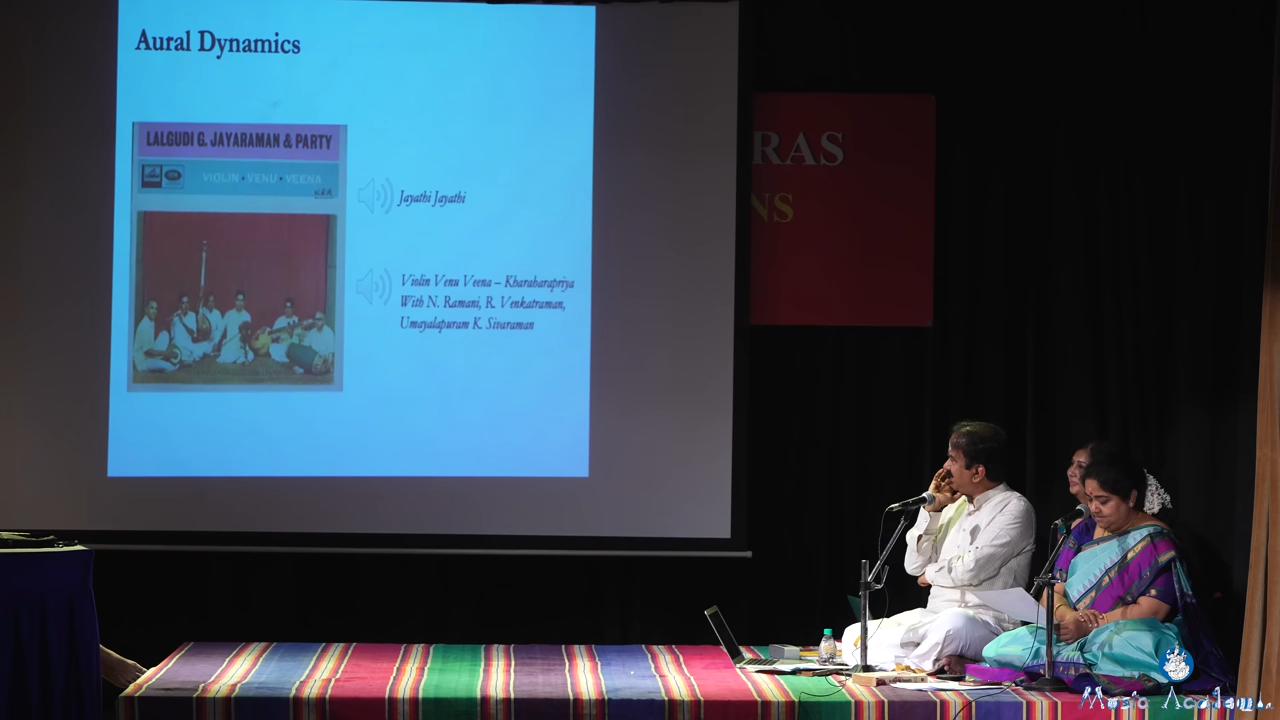 Aural Dynamics
LALGUDI G. JAYARAMAN & PARTY
VIOLIN • VENU • VEENA
Jayathi Jayathi
Violin Venu Veena – Kharaharapriya
With N. Ramani, R. Venkatraman,
Umayalapuram K. Sivaraman
RAS
NS
Music Academy